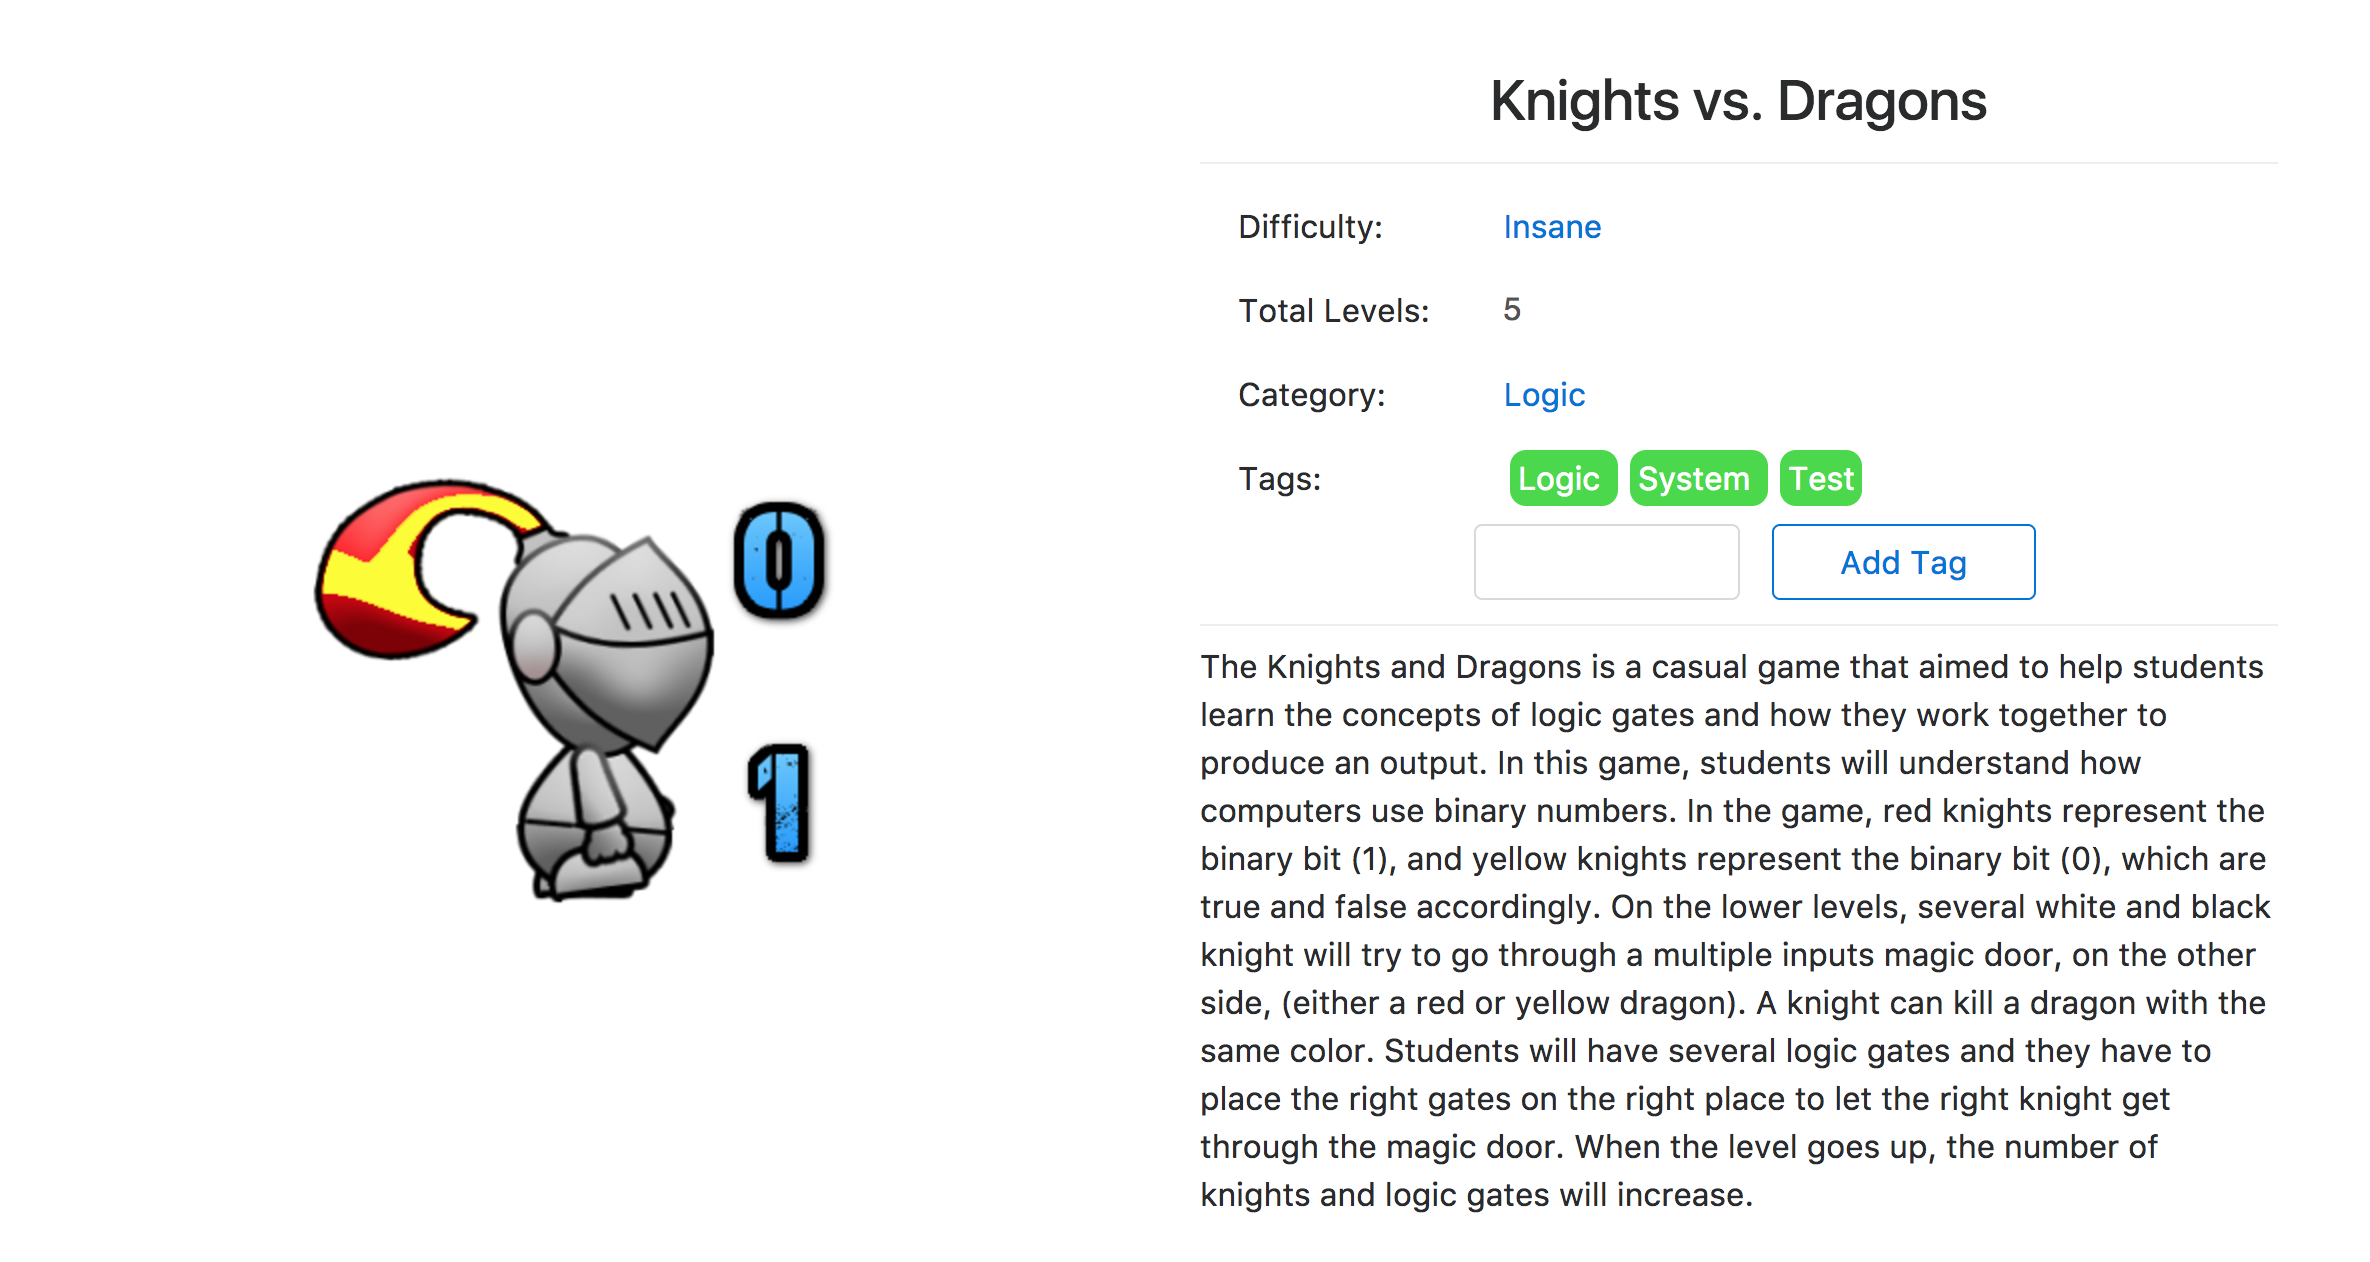 Knights vs. Dragons
Difficulty: Insane
Total Levels: 5
Category: Logic
Tags: Logic System Test
Add Tag
0
1
The Knights and Dragons is a casual game that aimed to help students
learn the concepts of logic gates and how they work together to
produce an output. In this game, students will understand how
computers use binary numbers. In the game, red knights represent the
binary bit (1), and yellow knights represent the binary bit (0), which are
true and false accordingly. On the lower levels, several white and black
knight will try to go through a multiple inputs magic door, on the other
side, (either a red or yellow dragon). A knight can kill a dragon with the
same color. Students will have several logic gates and they have to
place the right gates on the right place to let the right knight get
through the magic door. When the level goes up, the number of
knights and logic gates will increase.